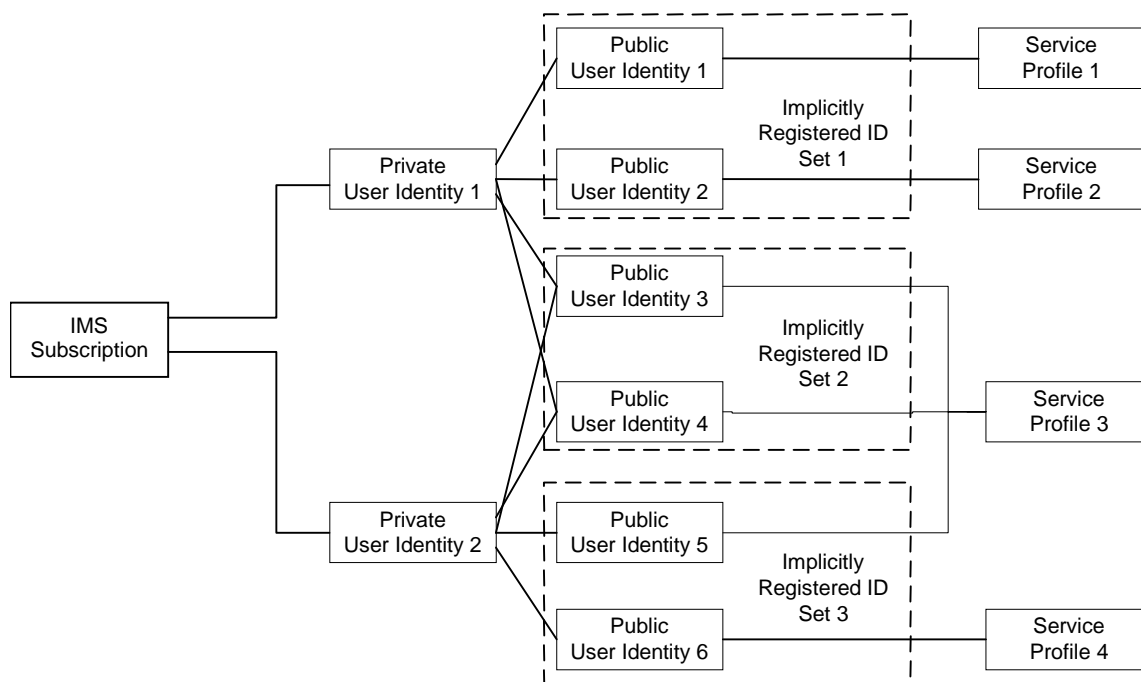 IMS
Subscription
Private
User Identity 1
Private
User Identity 2
Public
User Identity 1
Public
User Identity 2
Implicitly
Registered ID
Set 1
Public
User Identity 3
Public
User Identity 4
Implicitly
Registered ID
Set 2
Public
User Identity 5
Public
User Identity 6
Implicitly
Registered ID
Set 3
Service
Profile 1
Service
Profile 2
Service
Profile 3
Service
Profile 4